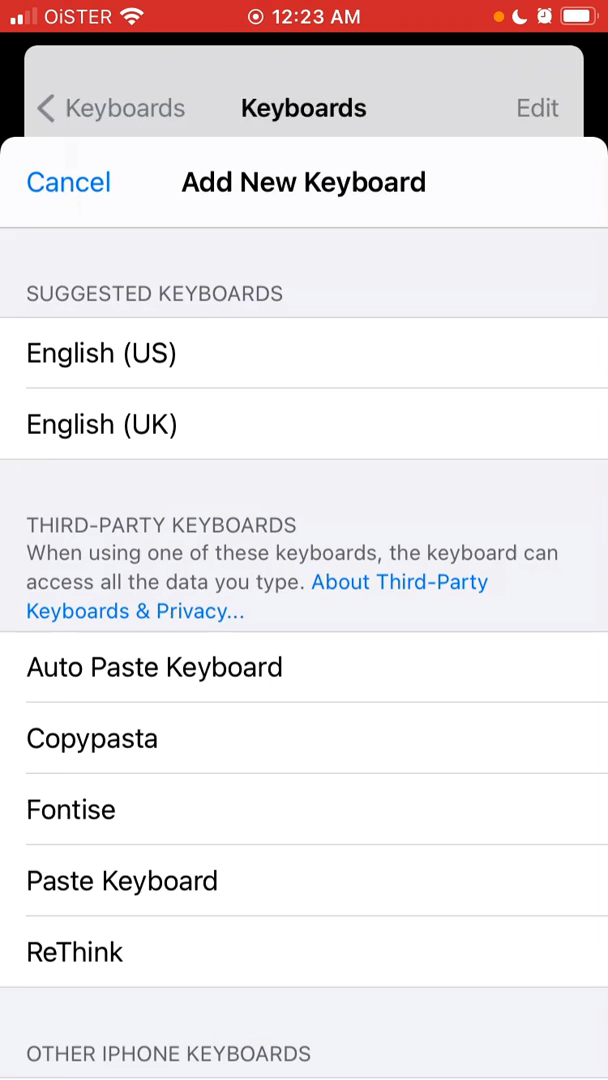 OiSTER 12:23 AM
Keyboards Keyboards Edit
Cancel Add New Keyboard
SUGGESTED KEYBOARDS
English (US)
English (UK)
THIRD-PARTY KEYBOARDS
When using one of these keyboards, the keyboard can
access all the data you type. About Third-Party
Keyboards & Privacy...
Auto Paste Keyboard
Copypasta
Fontise
Paste Keyboard
ReThink
OTHER IPHONE KEYBOARDS